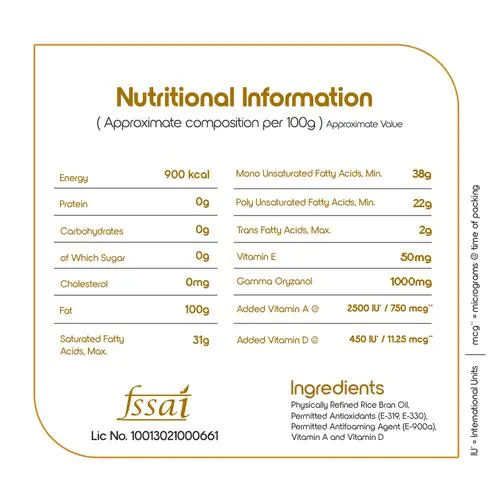 Nutritional Information
( Approximate composition per 100g ) Approximate Value
Energy 900 kcal
Protein 0g
Carbohydrates 0g
of Which Sugar 0g
Cholesterol 0mg
Fat 100g
Saturated Fatty
Acids, Max. 31g
Mono Unsaturated Fatty Acids, Min. 38g
Poly Unsaturated Fatty Acids, Min. 22g
Trans Fatty Acids, Max. 2g
Vitamin E 50mg
Gamma Oryzanol 1000mg
Added Vitamin A @ 2500 IU* / 750 mcg**
Added Vitamin D @ 450 IU* / 11.25 mcg**
fssai
Lic No. 10013021000661
Ingredients
Physically Refined Rice Bran Oil,
Permitted Antioxidants (E-319, E-330),
Permitted Antifoaming Agent (E-900a),
Vitamin A and Vitamin D
IU* = International Units | mcg** = micrograms @ time of packing